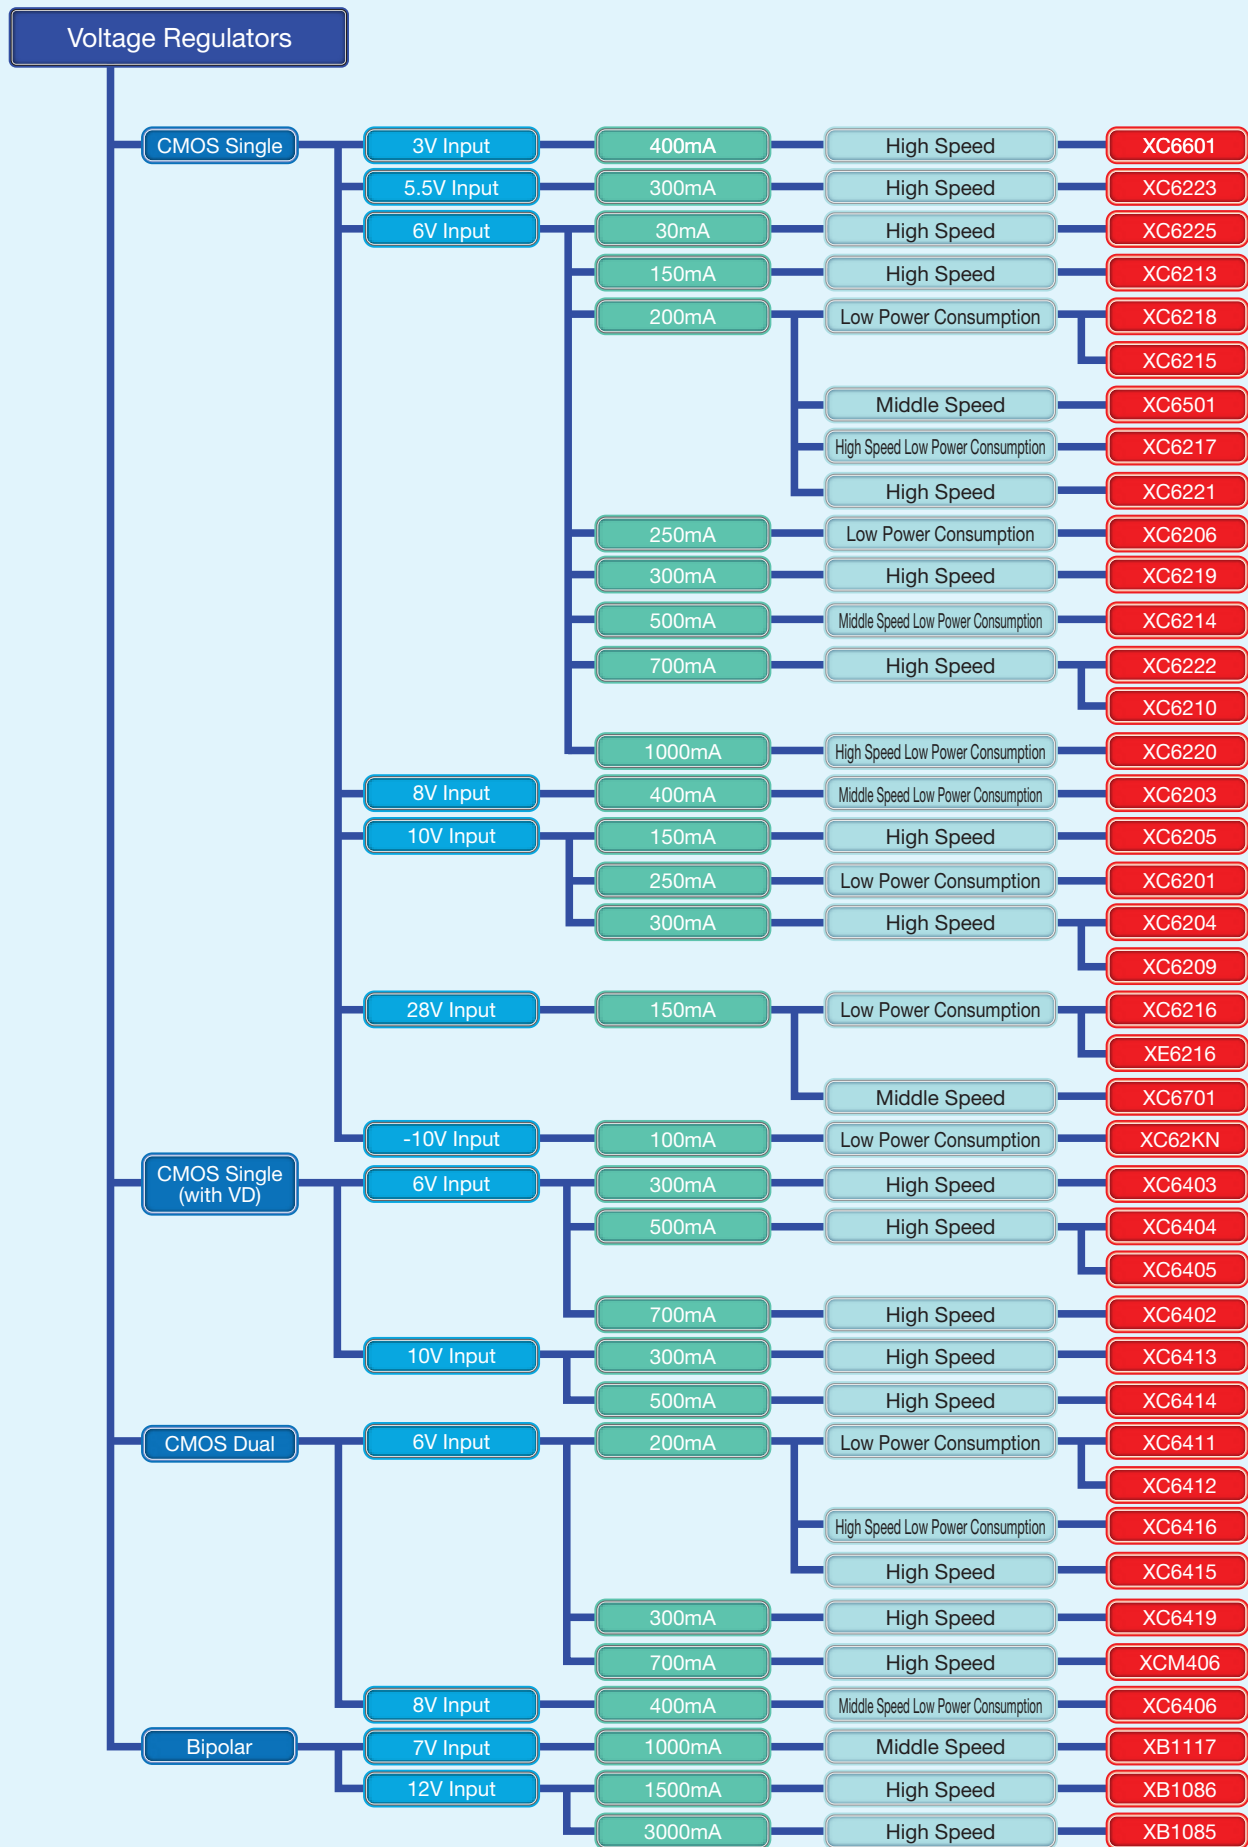 Voltage Regulators
CMOS Single
3V Input
400mA
High Speed
XC6601
5.5V Input
300mA
High Speed
XC6223
6V Input
30mA
High Speed
XC6225
150mA
High Speed
XC6213
200mA
Low Power Consumption
XC6218
XC6215
Middle Speed
XC6501
High Speed Low Power Consumption
XC6217
High Speed
XC6221
250mA
Low Power Consumption
XC6206
300mA
High Speed
XC6219
500mA
Middle Speed Low Power Consumption
XC6214
700mA
High Speed
XC6222
XC6210
1000mA
High Speed Low Power Consumption
XC6220
8V Input
400mA
Middle Speed Low Power Consumption
XC6203
10V Input
150mA
High Speed
XC6205
250mA
Low Power Consumption
XC6201
300mA
High Speed
XC6204
XC6209
28V Input
150mA
Low Power Consumption
XC6216
XE6216
Middle Speed
XC6701
-10V Input
100mA
Low Power Consumption
XC62KN
CMOS Single
(with VD)
6V Input
300mA
High Speed
XC6403
500mA
High Speed
XC6404
XC6405
700mA
High Speed
XC6402
10V Input
300mA
High Speed
XC6413
500mA
High Speed
XC6414
CMOS Dual
6V Input
200mA
Low Power Consumption
XC6411
XC6412
High Speed Low Power Consumption
XC6416
High Speed
XC6415
300mA
High Speed
XC6419
700mA
High Speed
XCM406
8V Input
400mA
Middle Speed Low Power Consumption
XC6406
Bipolar
7V Input
1000mA
Middle Speed
XB1117
12V Input
1500mA
High Speed
XB1086
3000mA
High Speed
XB1085